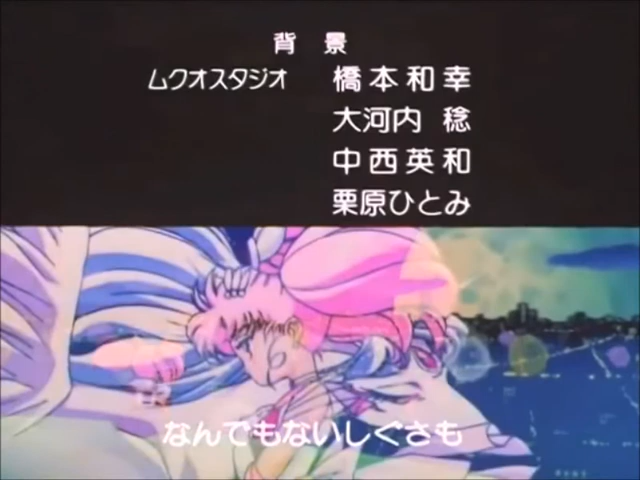 背景
ムクオスタジオ 橋本和幸
大河内 稔
中西英和
栗原ひとみ
なんでもないしぐさも